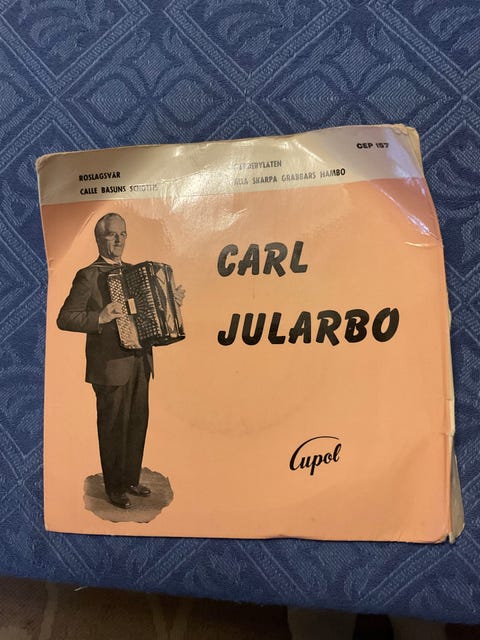 CEP 157
ROSLAGSVÅR
CALLE BASUNS SCHOTTIS
SKARPA GRABBARS HAMBO
CARL
JULARBO
Cupol